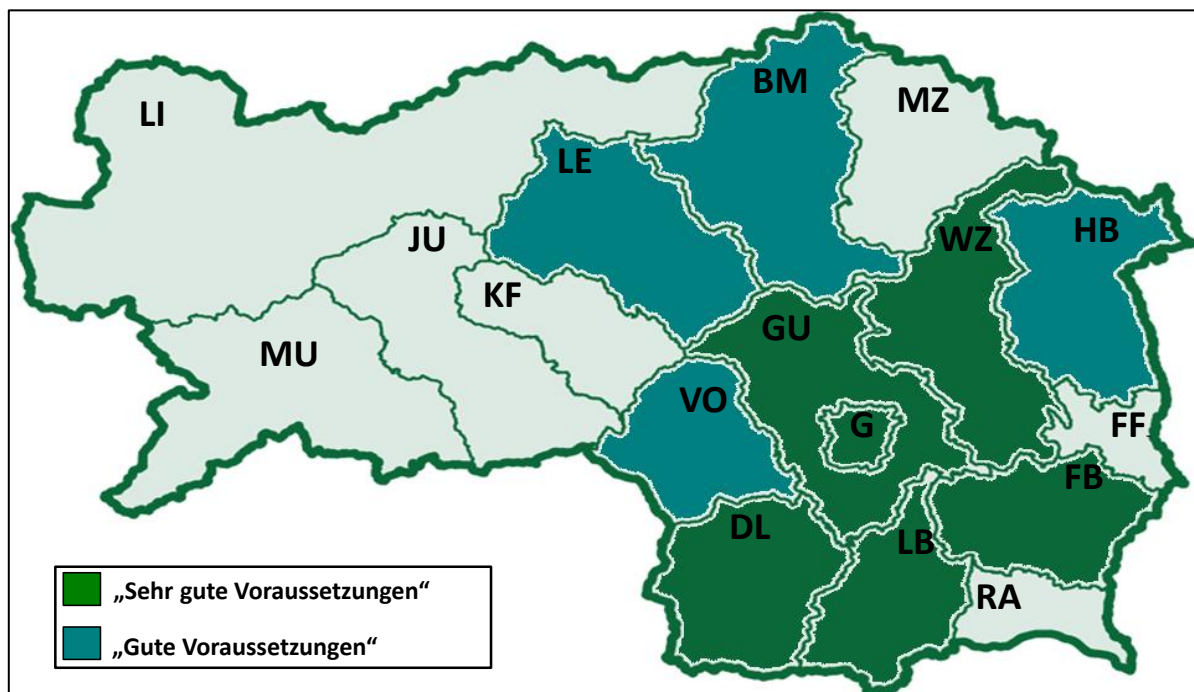 BM
MZ
LI
LE
JU
WZ
HB
KF
GU
MU
VO
G
FF
FB
DL
LB
RA
„Sehr gute Voraussetzungen“
„Gute Voraussetzungen“